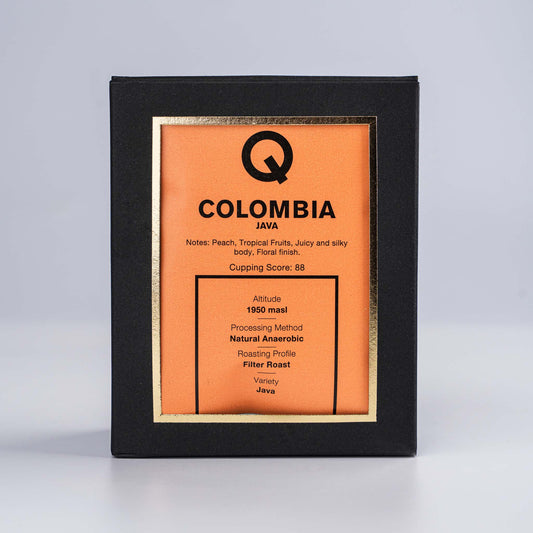 Q
COLOMBIA
JAVA
Notes: Peach, Tropical Fruits, Juicy and silky
body, Floral finish.
Cupping Score: 88
Altitude
1950 masl
Processing Method
Natural Anaerobic
Roasting Profile
Filter Roast
Variety
Java